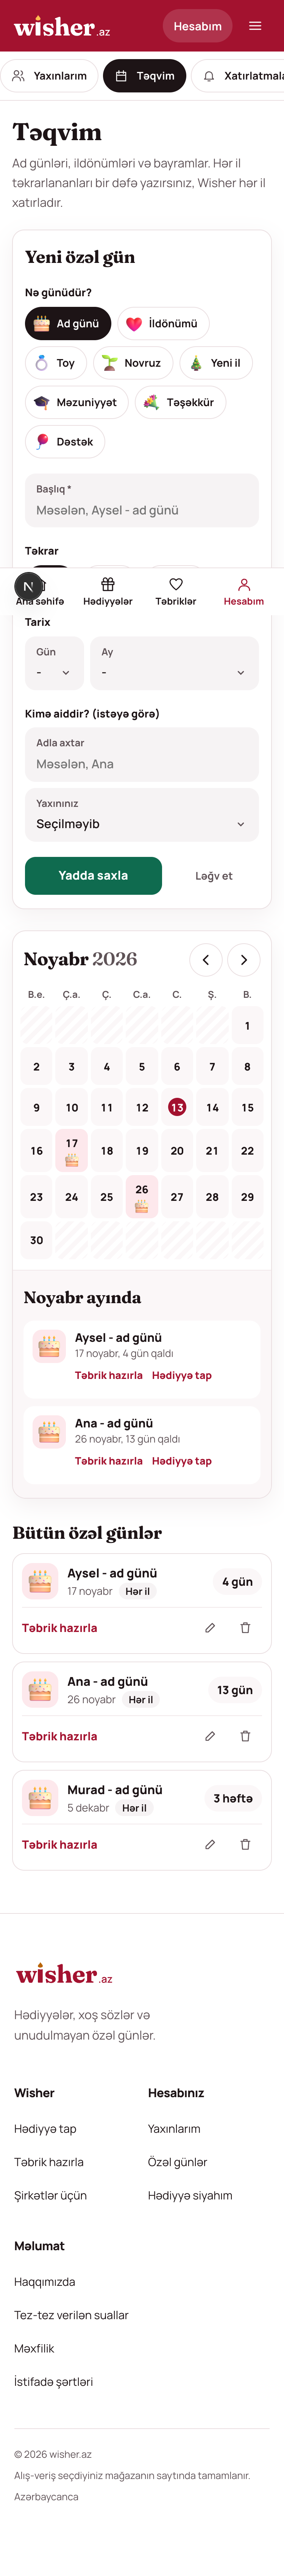 wisher.az
Hesabım
Yaxınlarım
Təqvim
Xatırlatmala
Təqvim
Ad günləri, ildönümləri və bayramlar. Hər il
təkrarlananları bir dəfə yazırsınız, Wisher hər il
xatırladır.
Yeni özəl gün
Nə günüdür?
Ad günü
İldönümü
Toy
Novruz
Yeni il
Məzuniyyət
Təşəkkür
Dəstək
Başlıq *
Məsələn, Aysel - ad günü
Təkrar
N
Ana səhifə
Hədiyyələr
Təbriklər
Hesabım
Tarix
Gün
-
Ay
-
Kimə aiddir? (istəyə görə)
Adla axtar
Məsələn, Ana
Yaxınınız
Seçilməyib
Yadda saxla
Ləğv et
Noyabr 2026
B.e. Ç.a. Ç. C.a. C. Ş. B.
1
2 3 4 5 6 7 8
9 10 11 12 13 14 15
16 17 18 19 20 21 22
23 24 25 26 27 28 29
30
Noyabr ayında
Aysel - ad günü
17 noyabr, 4 gün qaldı
Təbrik hazırla Hədiyyə tap
Ana - ad günü
26 noyabr, 13 gün qaldı
Təbrik hazırla Hədiyyə tap
Bütün özəl günlər
Aysel - ad günü
17 noyabr Hər il
4 gün
Təbrik hazırla
Ana - ad günü
26 noyabr Hər il
13 gün
Təbrik hazırla
Murad - ad günü
5 dekabr Hər il
3 həftə
Təbrik hazırla
wisher.az
Hədiyyələr, xoş sözlər və
unudulmayan özəl günlər.
Wisher
Hədiyyə tap
Təbrik hazırla
Şirkətlər üçün
Hesabınız
Yaxınlarım
Özəl günlər
Hədiyyə siyahım
Məlumat
Haqqımızda
Tez-tez verilən suallar
Məxfilik
İstifadə şərtləri
© 2026 wisher.az
Alış-veriş seçdiyiniz mağazanın saytında tamamlanır.
Azərbaycanca